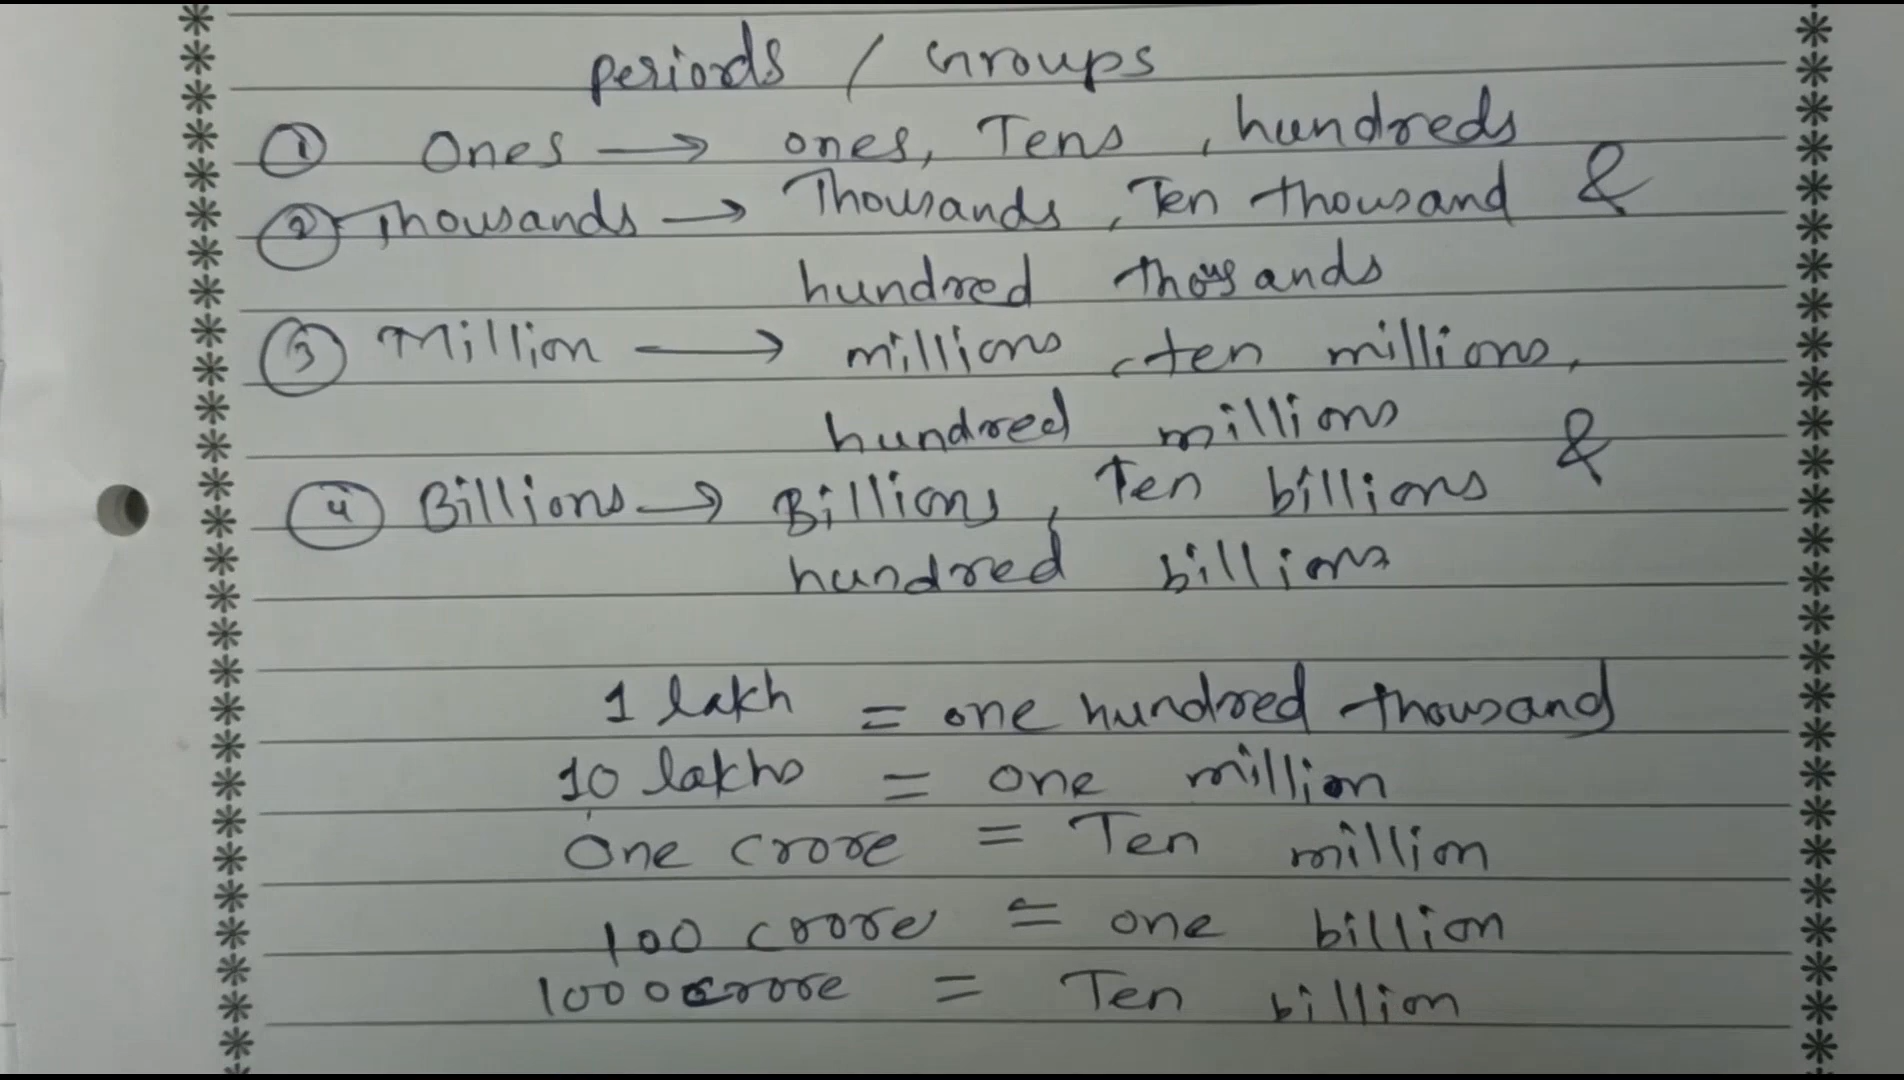 periods / Groups
① Ones → ones, Tens, hundreds
② Thousands → Thousands, Ten thousand &
hundred thousands
③ Million → millions, ten millions,
hundred millions
④ Billions → Billions, Ten billions &
hundred billions
1 lakh = one hundred thousand
10 lakhs = one million
One crore = Ten million
100 crore = one billion
1000 crore = Ten billion